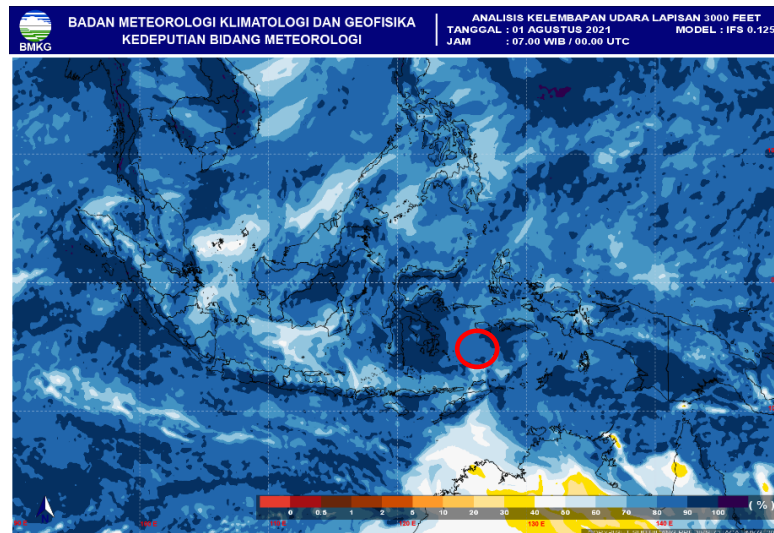 BMKG
BADAN METEOROLOGI KLIMATOLOGI DAN GEOFISIKA
KEDEPUTIAN BIDANG METEOROLOGI
ANALISIS KELEMBAPAN UDARA LAPISAN 3000 FEET
TANGGAL : 01 AGUSTUS 2021 MODEL : IFS 0.125
JAM : 07.00 WIB / 00.00 UTC
0 0.5 1 2 5 10 20 30 40 50 60 70 80 90 100 ( % )
120 E 130 E 140 E